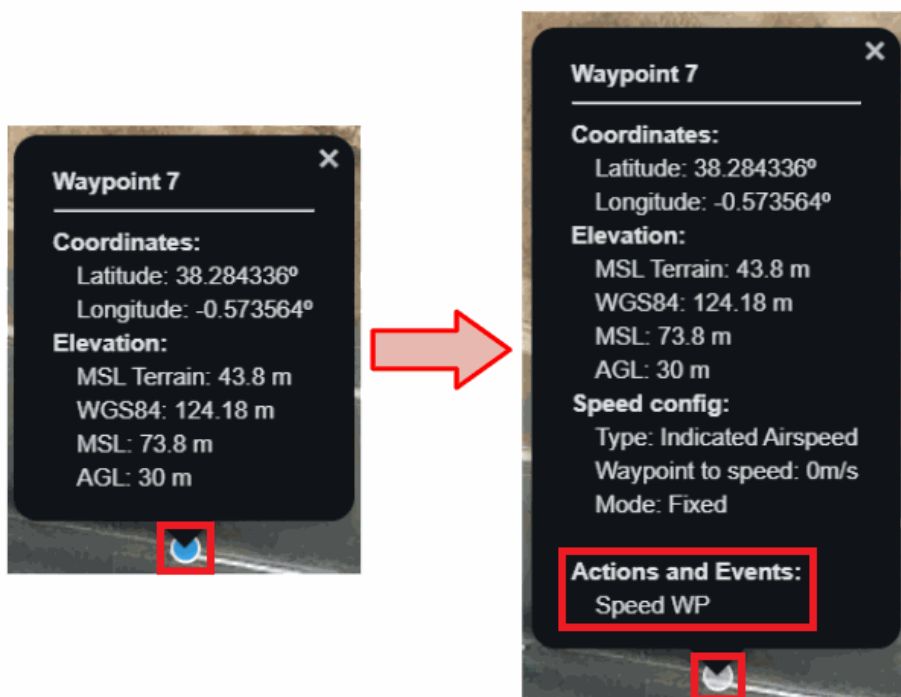 Waypoint 7
Coordinates:
Latitude: 38.284336º
Longitude: -0.573564º
Elevation:
MSL Terrain: 43.8 m
WGS84: 124.18 m
MSL: 73.8 m
AGL: 30 m
Waypoint 7
Coordinates:
Latitude: 38.284336º
Longitude: -0.573564º
Elevation:
MSL Terrain: 43.8 m
WGS84: 124.18 m
MSL: 73.8 m
AGL: 30 m
Speed config:
Type: Indicated Airspeed
Waypoint to speed: 0m/s
Mode: Fixed
Actions and Events:
Speed WP